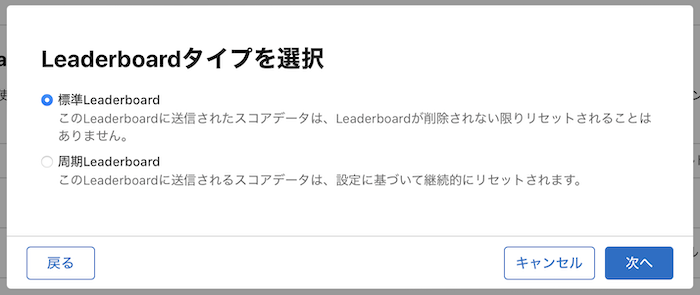 Leaderboardタイプを選択
標準Leaderboard
このLeaderboardに送信されたスコアデータは、Leaderboardが削除されない限りリセットされることは
ありません。
周期Leaderboard
このLeaderboardに送信されるスコアデータは、設定に基づいて継続的にリセットされます。
戻る
キャンセル
次へ